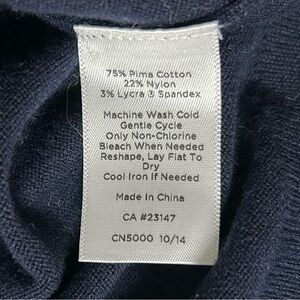 75% Pima Cotton
22% Nylon
3% Lycra ® Spandex
Machine Wash Cold
Gentle Cycle
Only Non-Chlorine
Bleach When Needed
Reshape, Lay Flat To
Dry
Cool Iron If Needed
Made In China
CA #23147
CN5000 10/14